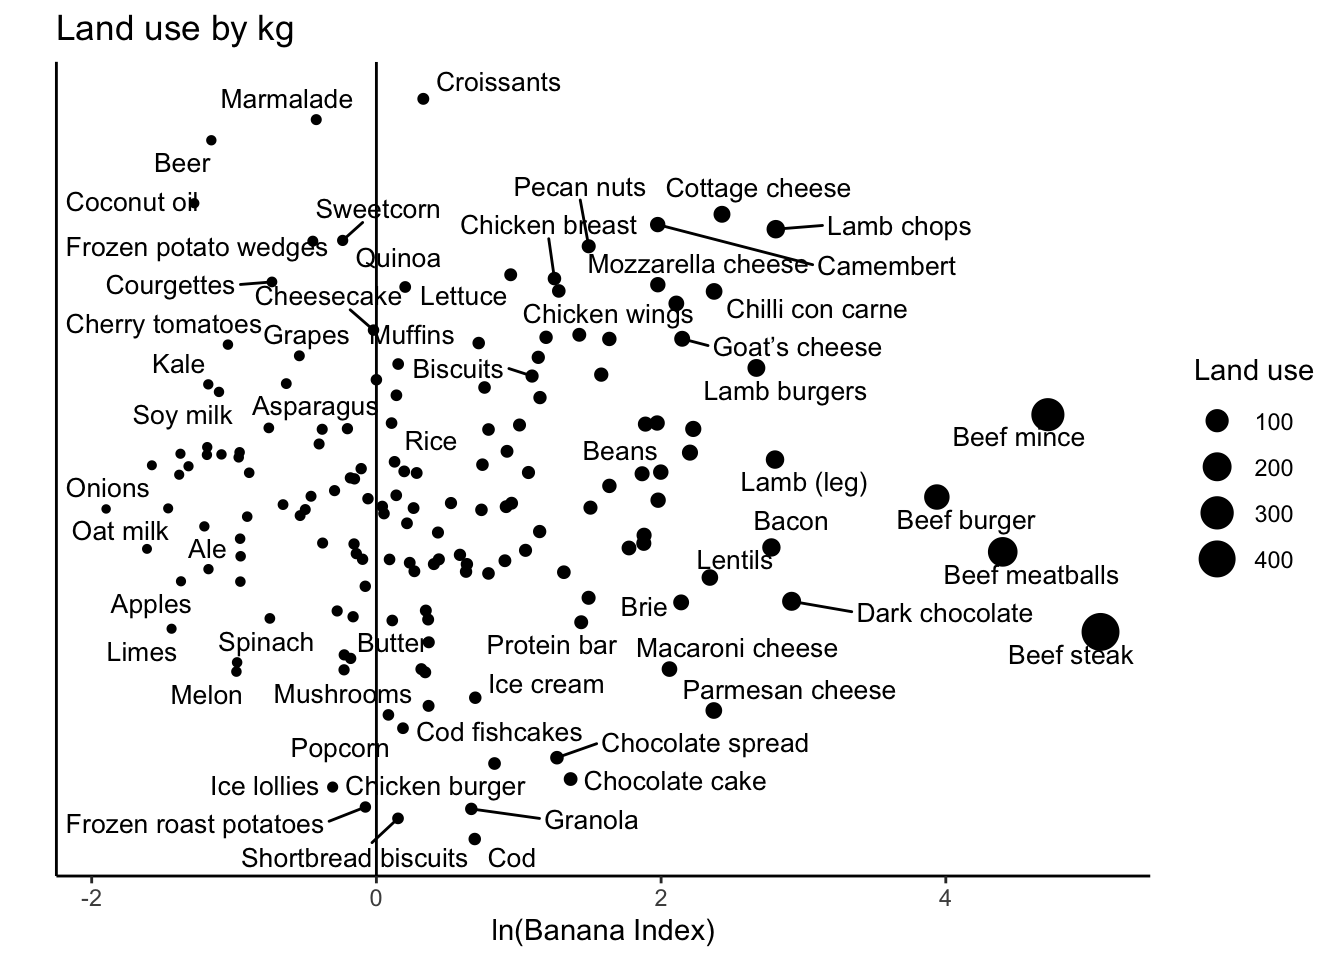 Land use by kg
Croissants
Marmalade
Beer
Pecan nuts
Cottage cheese
Coconut oil
Sweetcorn
Chicken breast
Lamb chops
Frozen potato wedges
Quinoa
Mozzarella cheese
Camembert
Courgettes
Cheesecake
Lettuce
Chicken wings
Chilli con carne
Cherry tomatoes
Grapes
Muffins
Goat’s cheese
Kale
Biscuits
Lamb burgers
Soy milk
Asparagus
Rice
Beans
Beef mince
Onions
Lamb (leg)
Oat milk
Ale
Bacon
Beef burger
Lentils
Beef meatballs
Apples
Brie
Dark chocolate
Limes
Spinach
Butter
Protein bar
Macaroni cheese
Beef steak
Melon
Mushrooms
Ice cream
Parmesan cheese
Popcorn
Cod fishcakes
Chocolate spread
Ice lollies
Chicken burger
Chocolate cake
Frozen roast potatoes
Granola
Shortbread biscuits
Cod
-2
0
2
4
ln(Banana Index)
Land use
100
200
300
400